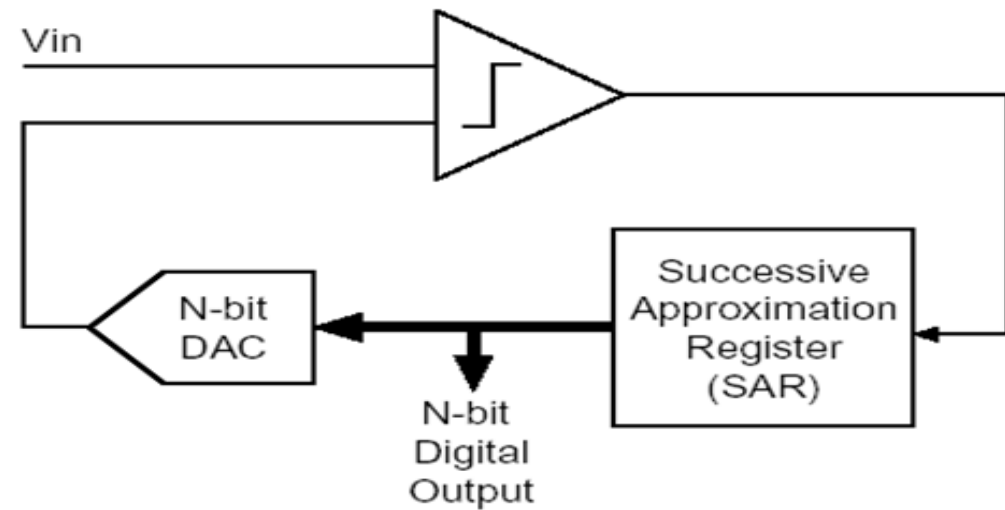 Vin
Successive
Approximation
Register
(SAR)
N-bit
DAC
N-bit
Digital
Output